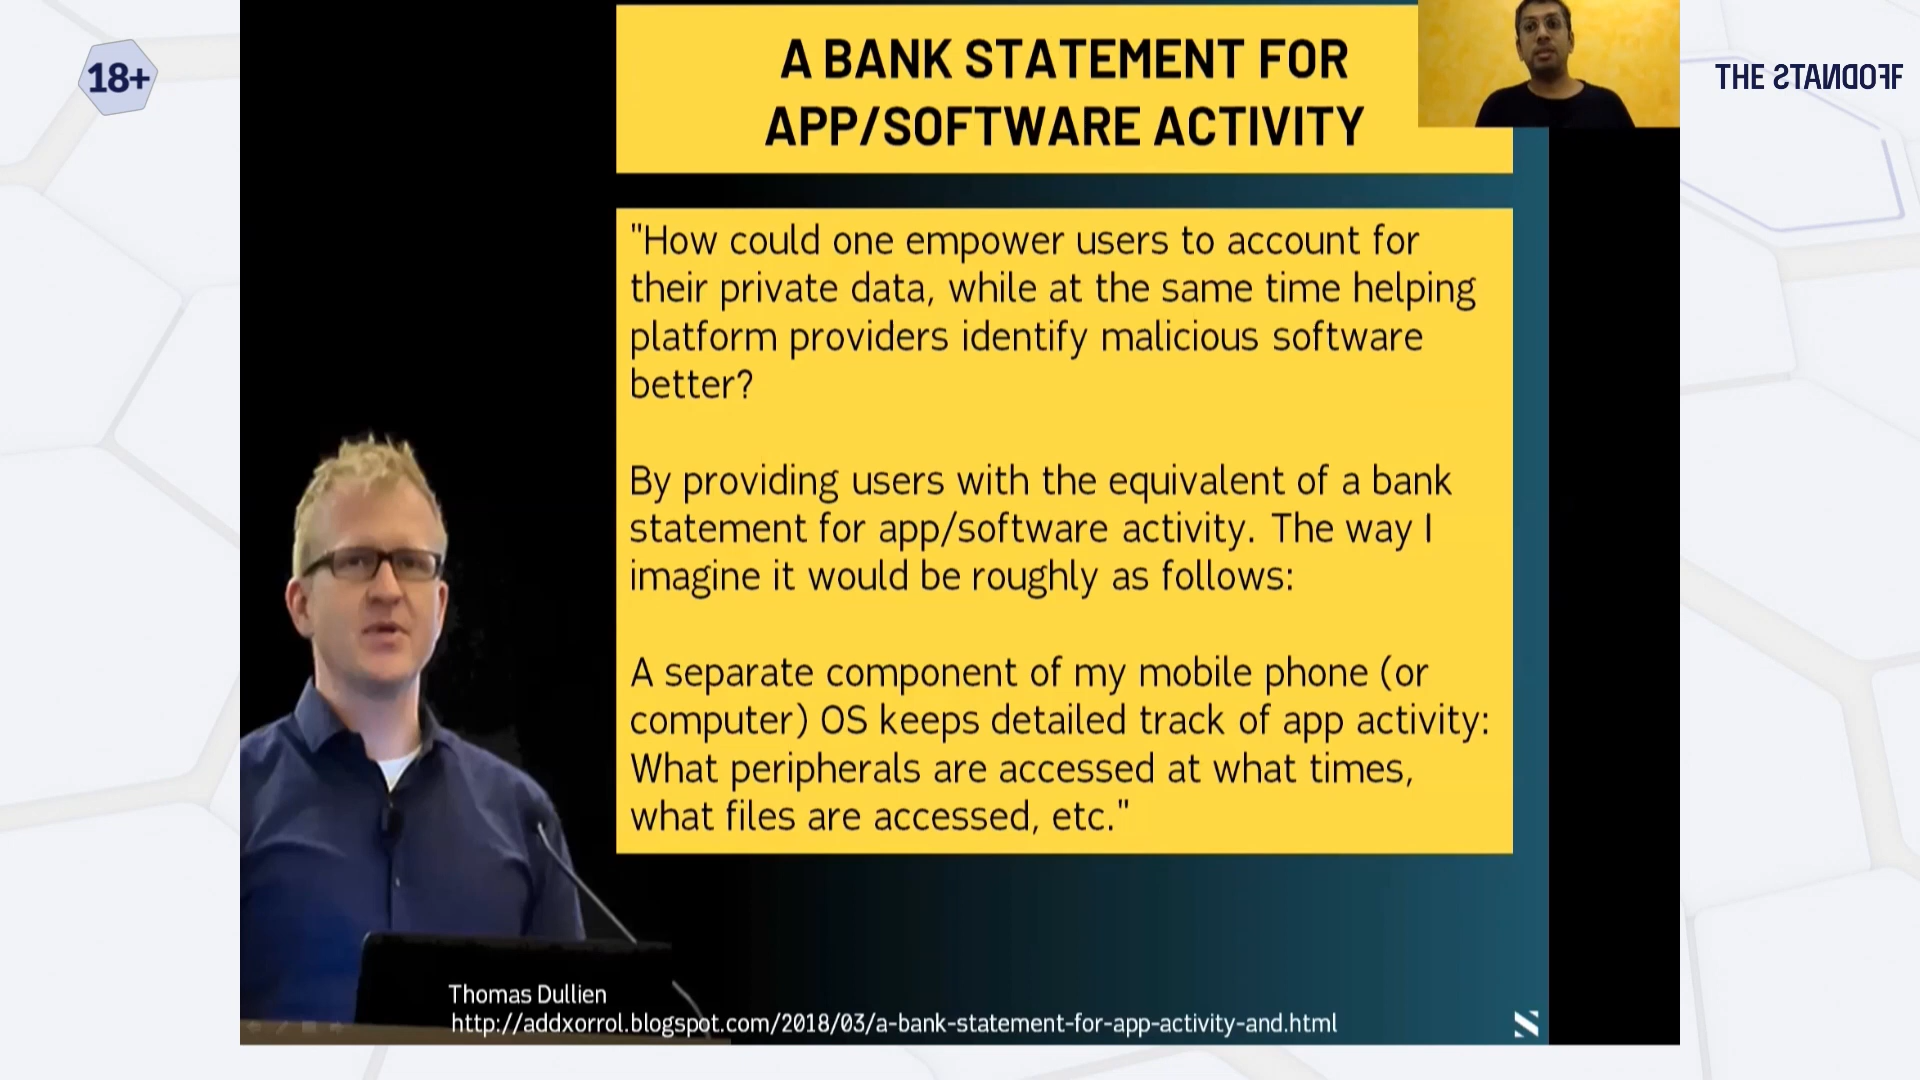 18+
THE STANDOFF
A BANK STATEMENT FOR
APP/SOFTWARE ACTIVITY
"How could one empower users to account for
their private data, while at the same time helping
platform providers identify malicious software
better?
By providing users with the equivalent of a bank
statement for app/software activity. The way I
imagine it would be roughly as follows:
A separate component of my mobile phone (or
computer) OS keeps detailed track of app activity:
What peripherals are accessed at what times,
what files are accessed, etc."
Thomas Dullien
http://addxorrol.blogspot.com/2018/03/a-bank-statement-for-app-activity-and.html